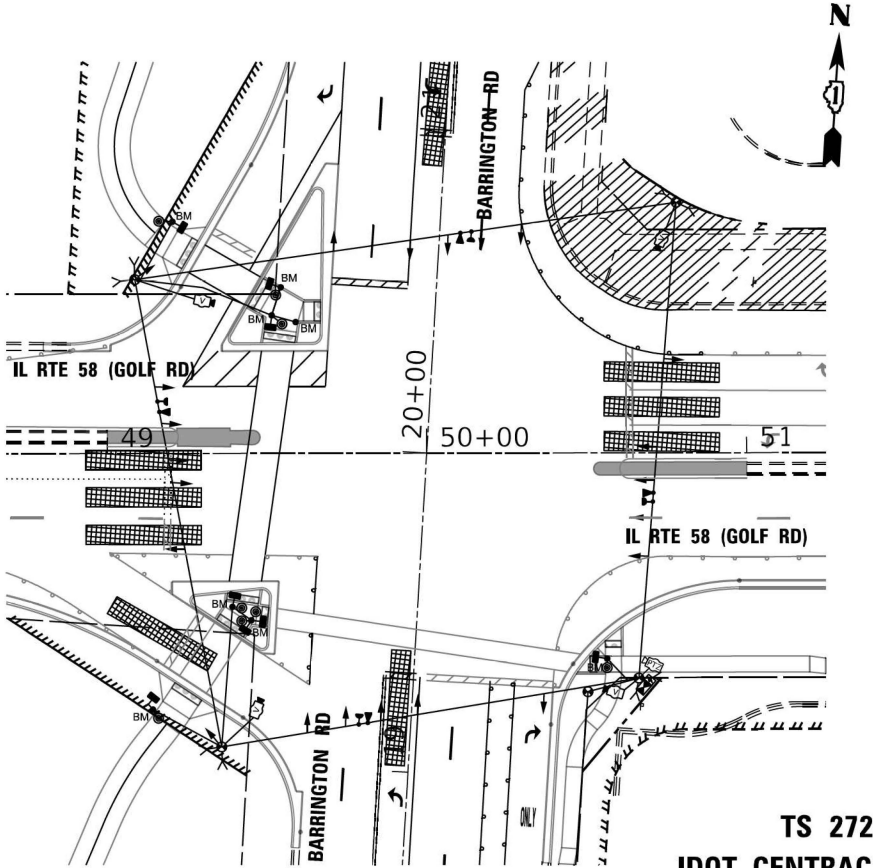 N
BARRINGTON RD
BM
BM
BM
BM
IL RTE 58 (GOLF RD)
20+00
49
50+00
51
IL RTE 58 (GOLF RD)
BM
BM
BM
V
V
V
BARRINGTON RD
19
ONLY
TS 272
IDOT CENTRAC